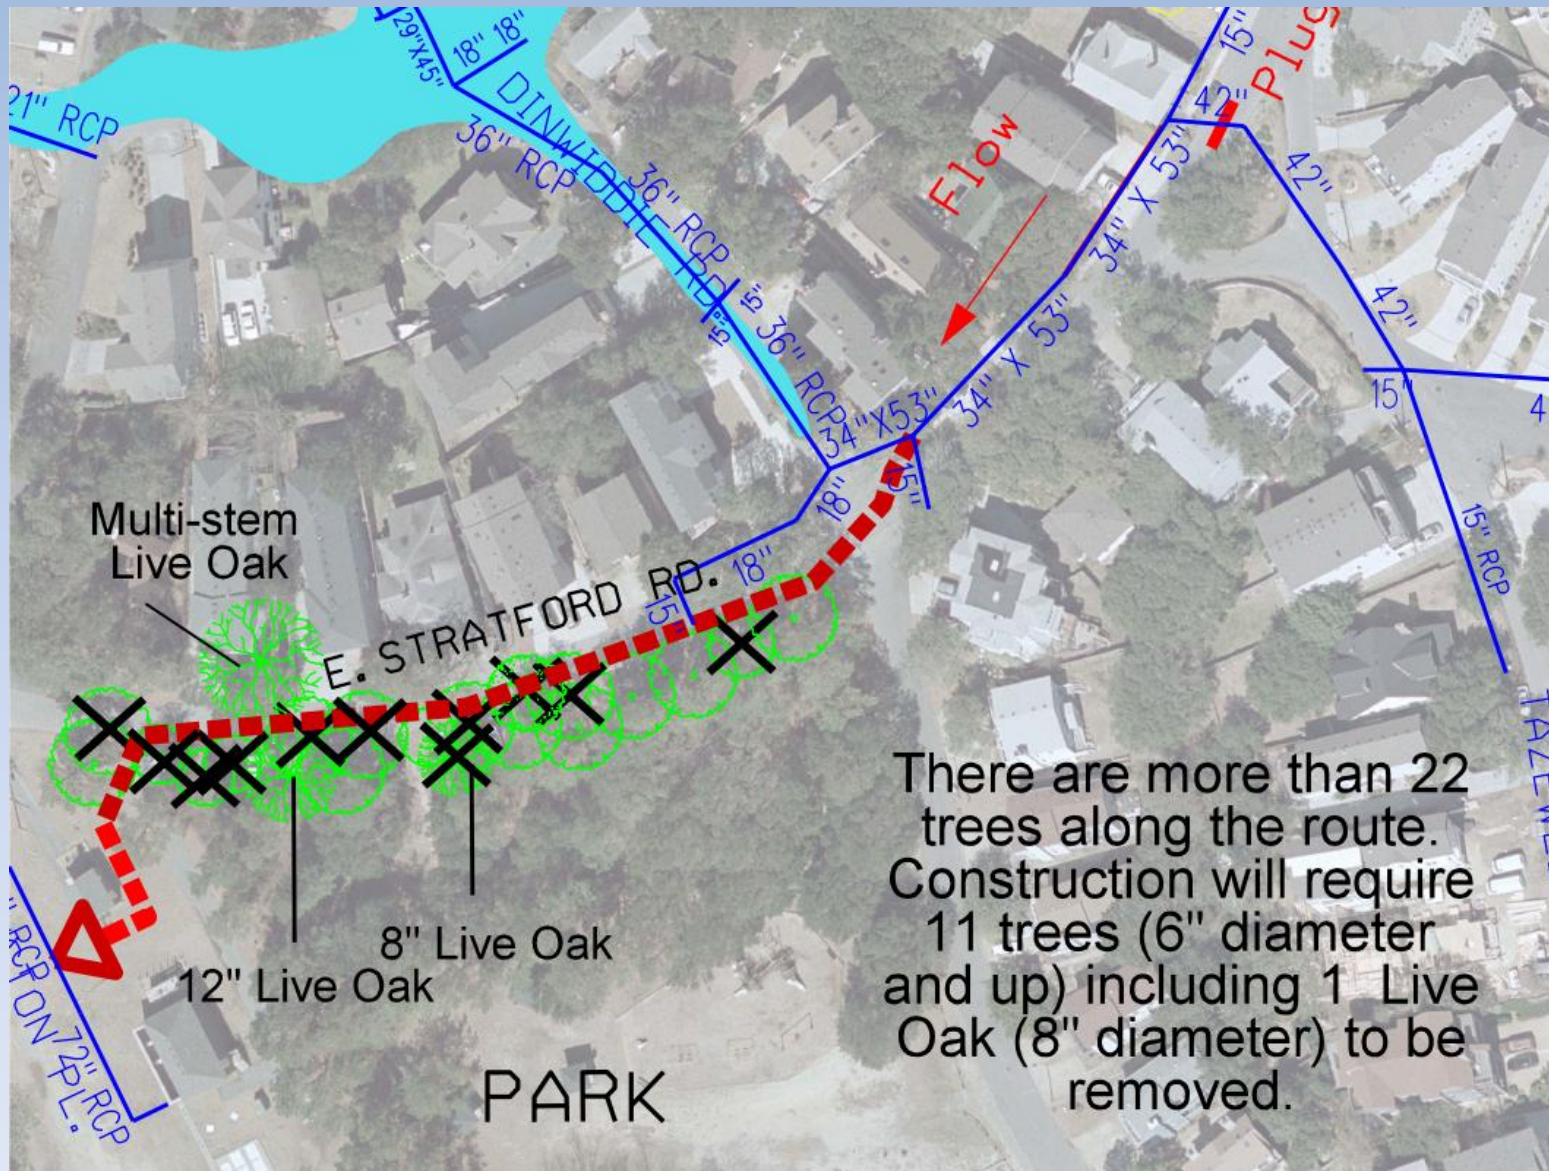 29"X45"
18"
18"
15"
Plug
21" RCP
DINWIDDIE RD.
36" RCP
36" RCP
42"
Flow
34" X 53"
42"
15"
15"
36" RCP
42"
34" X 53"
15"
4
34"X53"
15"
18"
18"
15"
15" RCP
Multi-stem
Live Oak
E. STRATFORD RD.
There are more than 22
trees along the route.
Construction will require
11 trees (6" diameter
and up) including 1 Live
Oak (8" diameter) to be
removed.
8" Live Oak
12" Live Oak
RCP
72" RCP
PL.
PARK